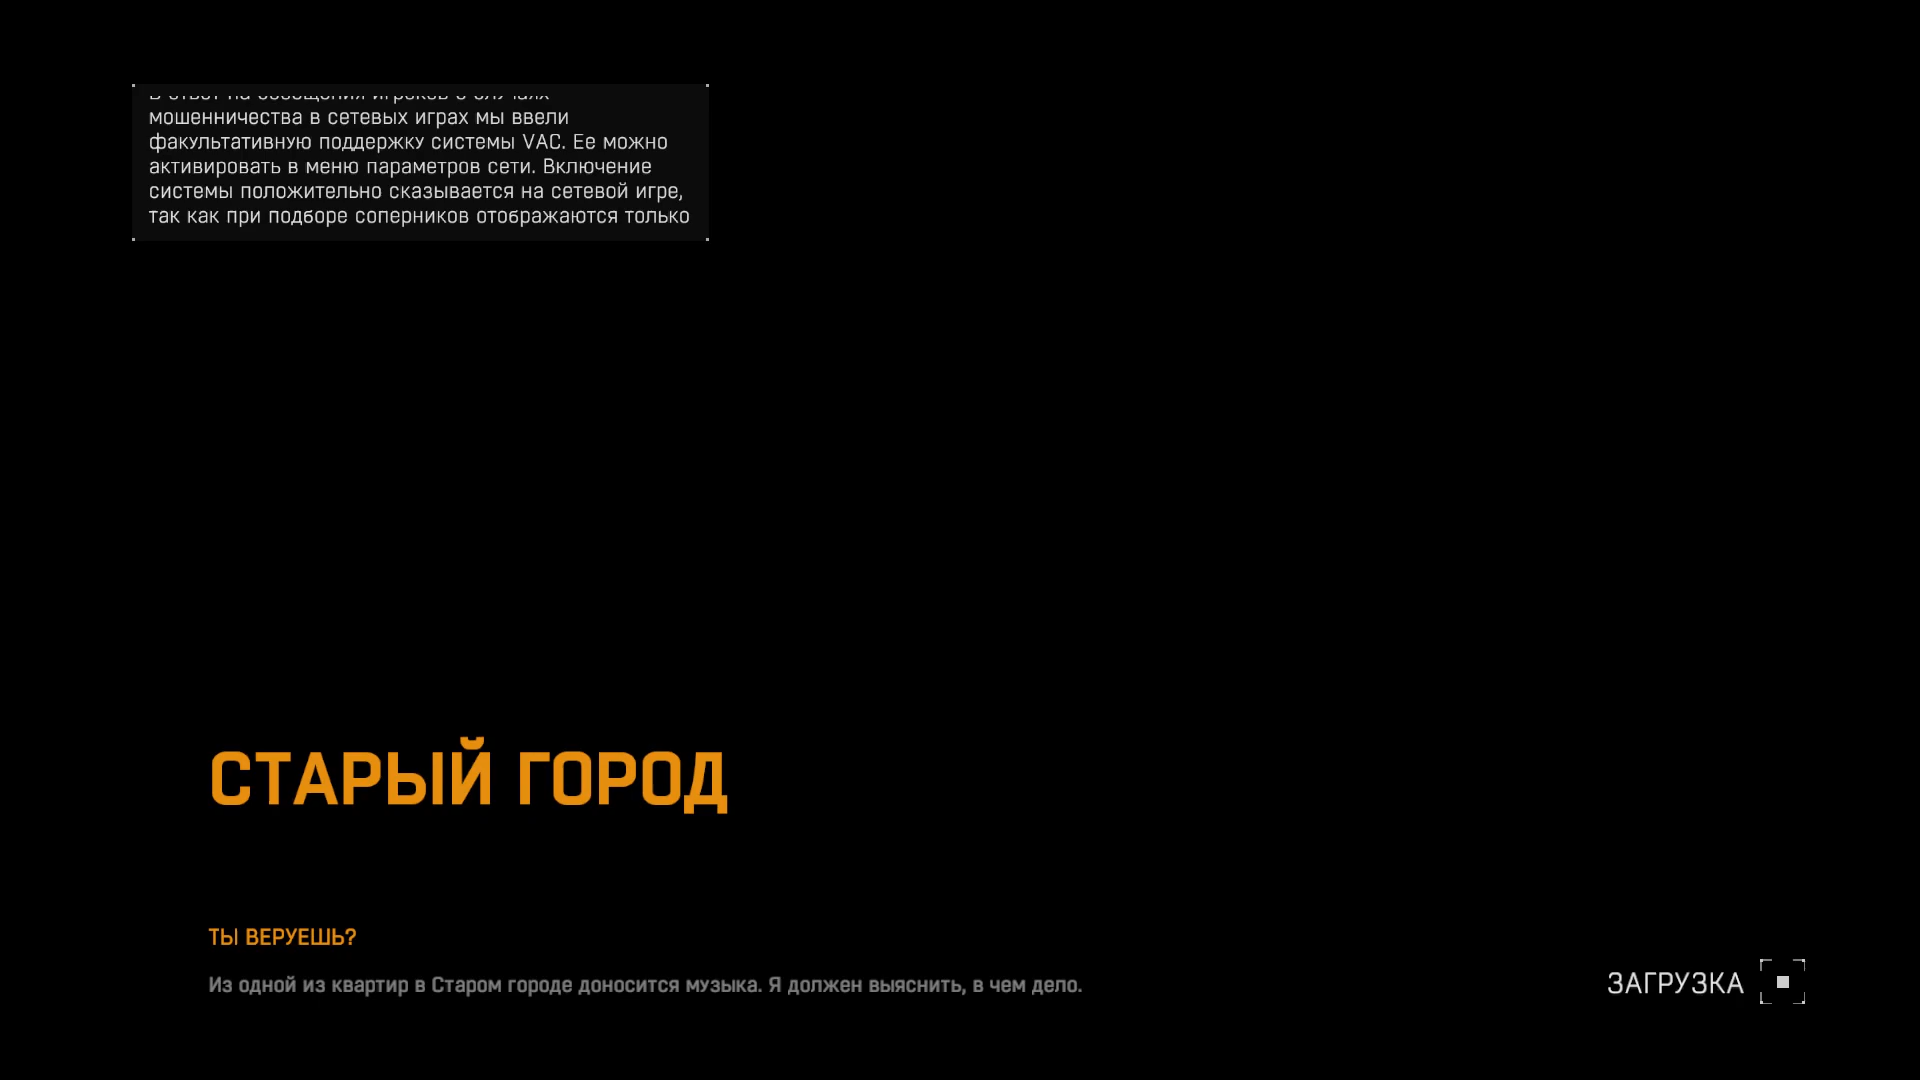 мошенничества в сетевых играх мы ввели
факультативную поддержку системы VAC. Ее можно
активировать в меню параметров сети. Включение
системы положительно сказывается на сетевой игре,
так как при подборе соперников отображаются только
СТАРЫЙ ГОРОД
ТЫ ВЕРУЕШЬ?
Из одной из квартир в Старом городе доносится музыка. Я должен выяснить, в чем дело.
ЗАГРУЗКА